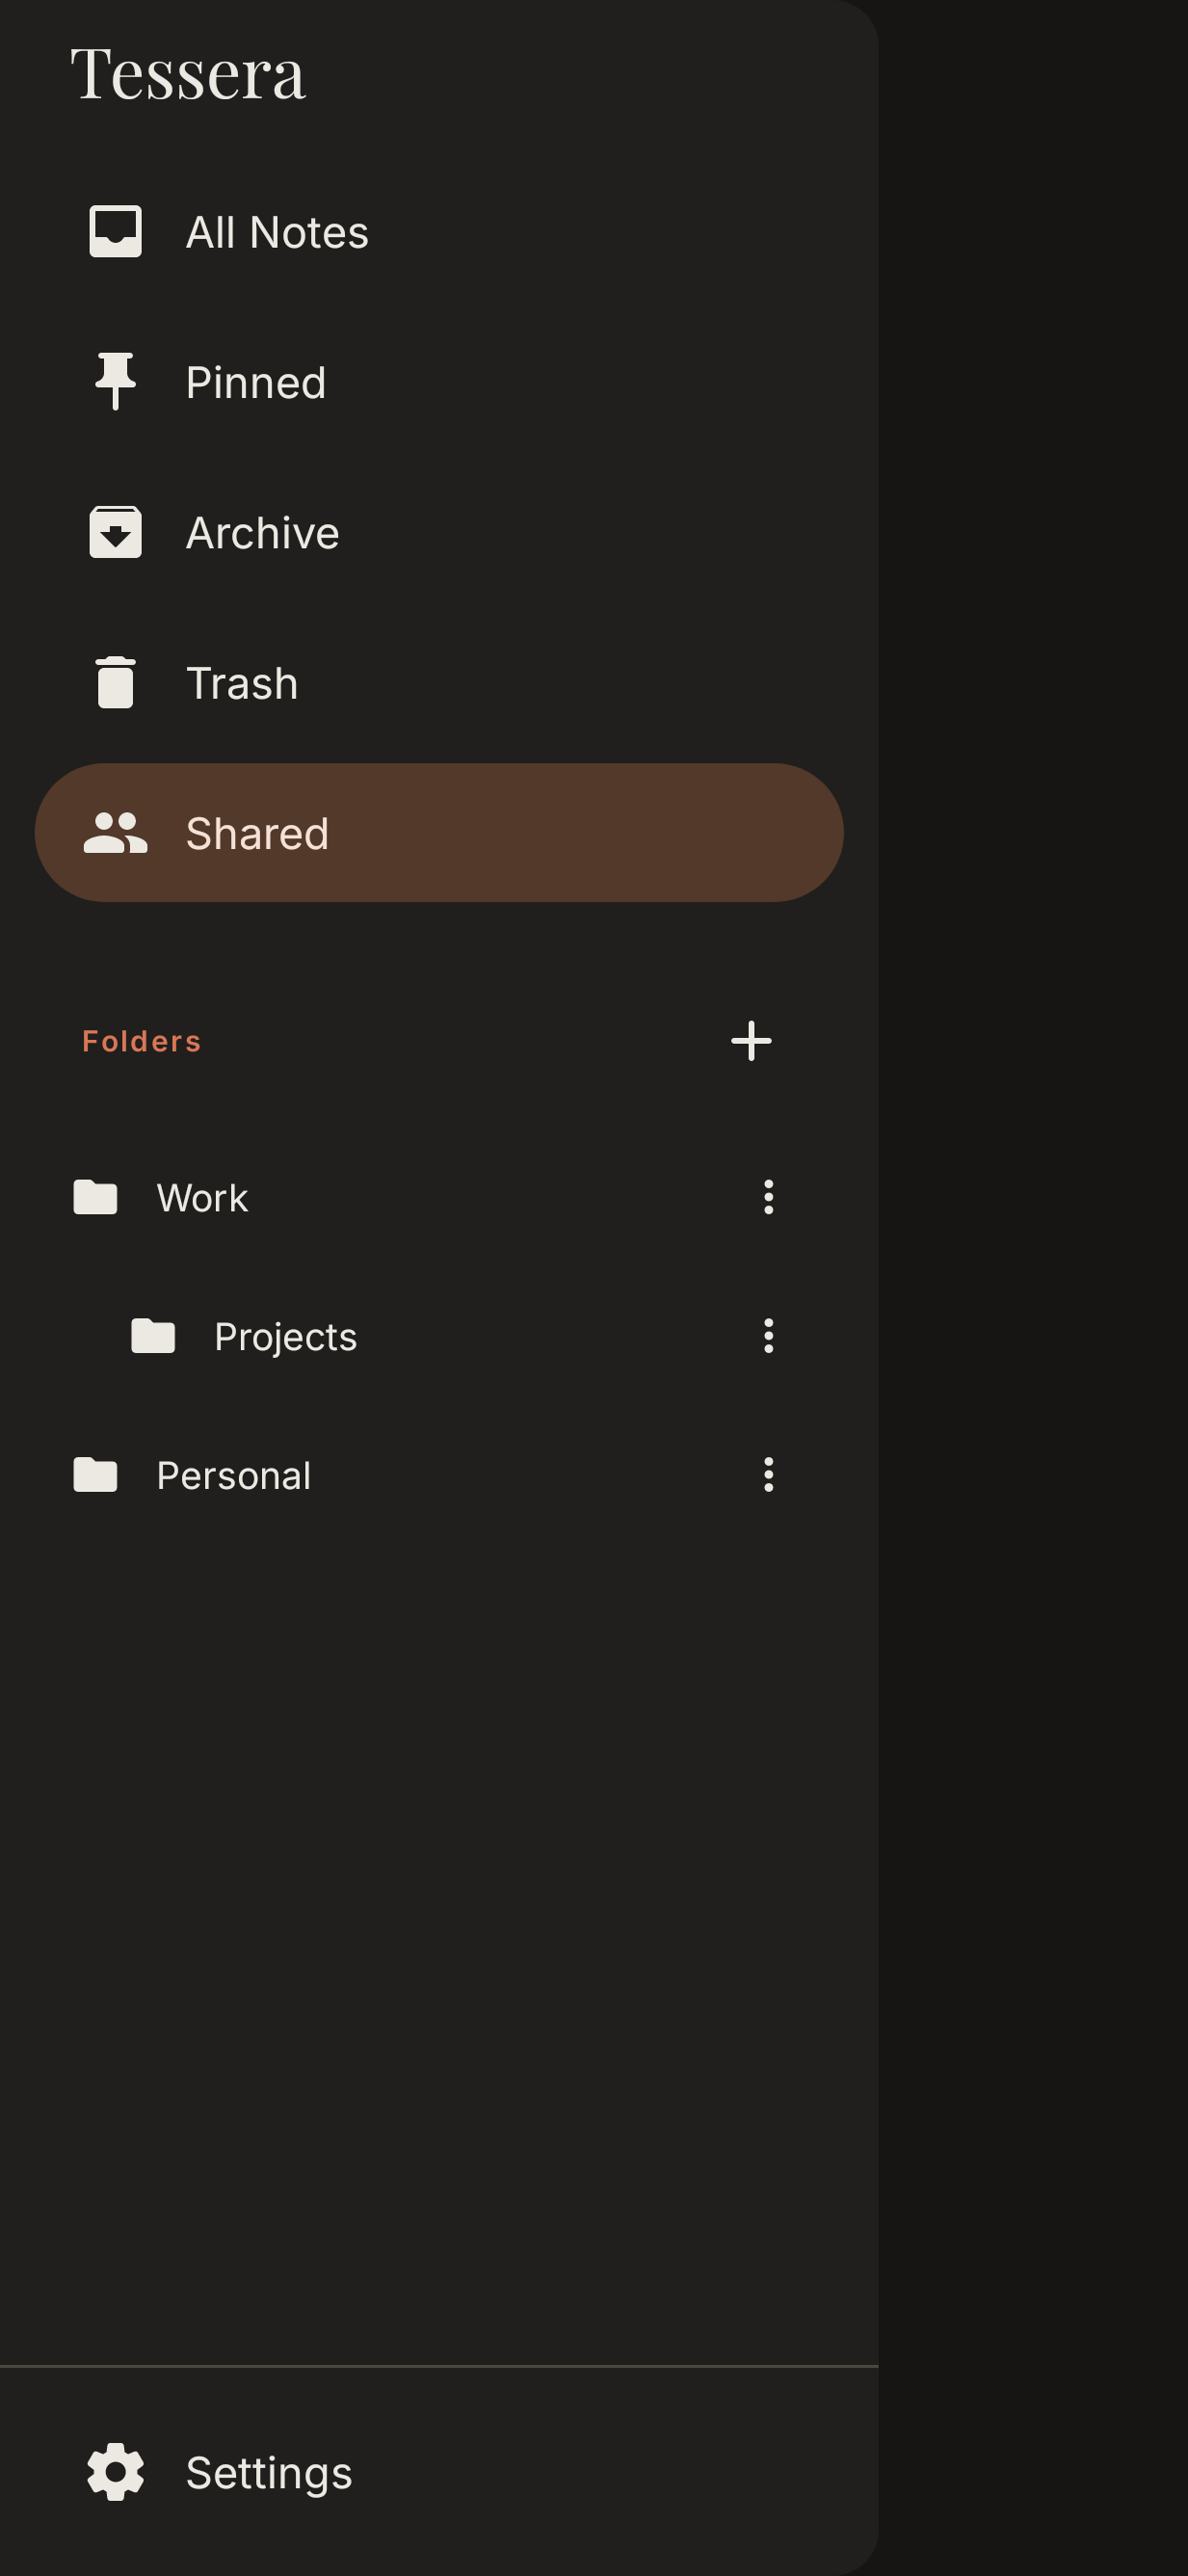 Tessera
All Notes
Pinned
Archive
Trash
Shared
Folders
Work
Projects
Personal
Settings